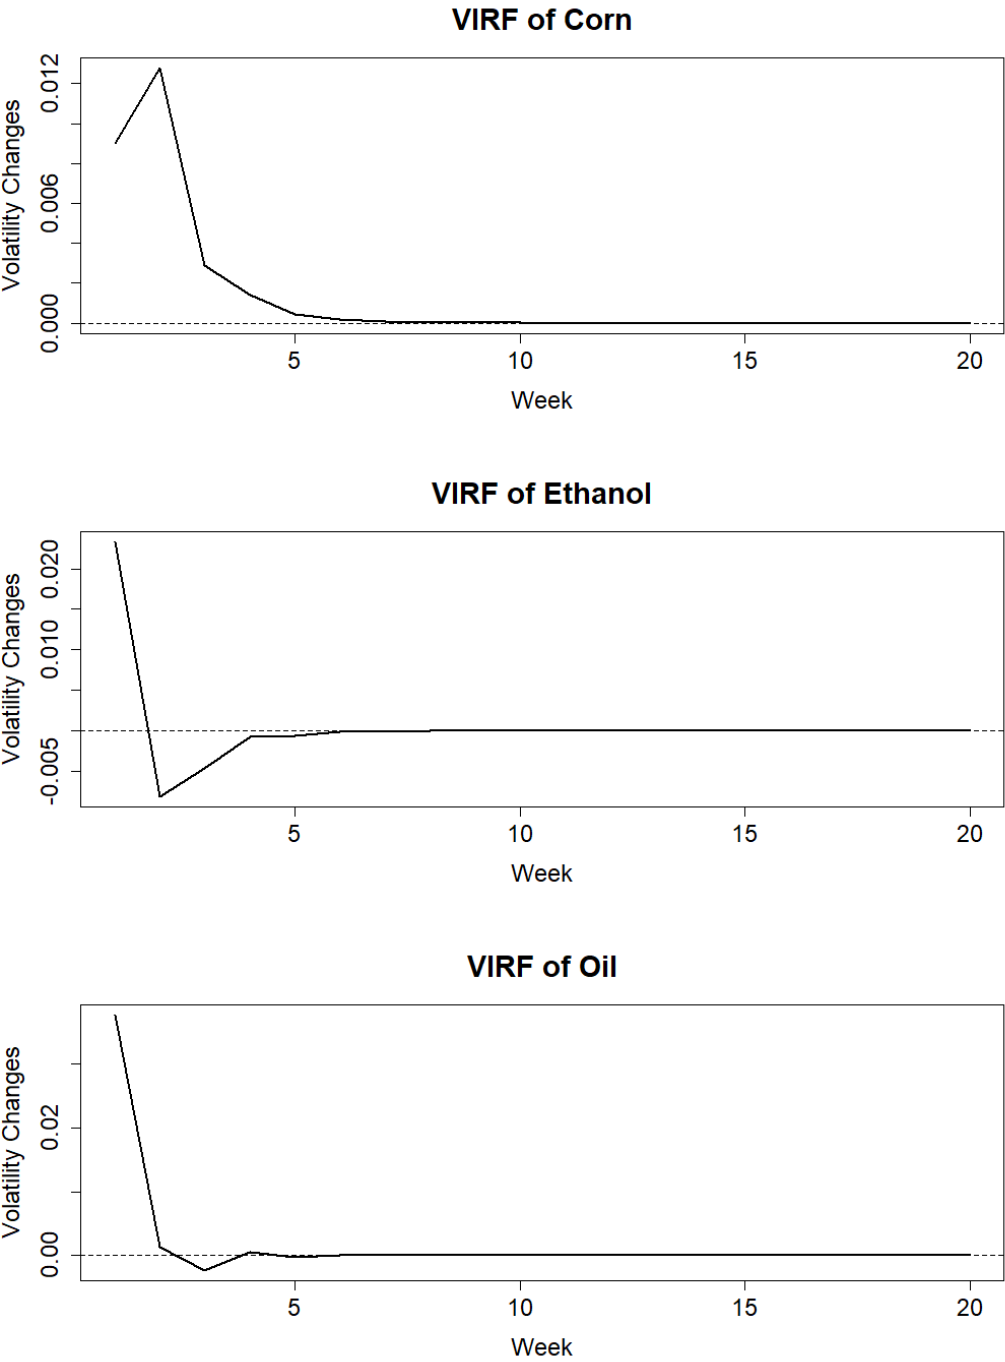 VIRF of Corn
Volatility Changes
0.012
0.006
0.000
5 10 15 20
Week
VIRF of Ethanol
Volatility Changes
0.020
0.010
-0.005
5 10 15 20
Week
VIRF of Oil
Volatility Changes
0.02
0.00
5 10 15 20
Week